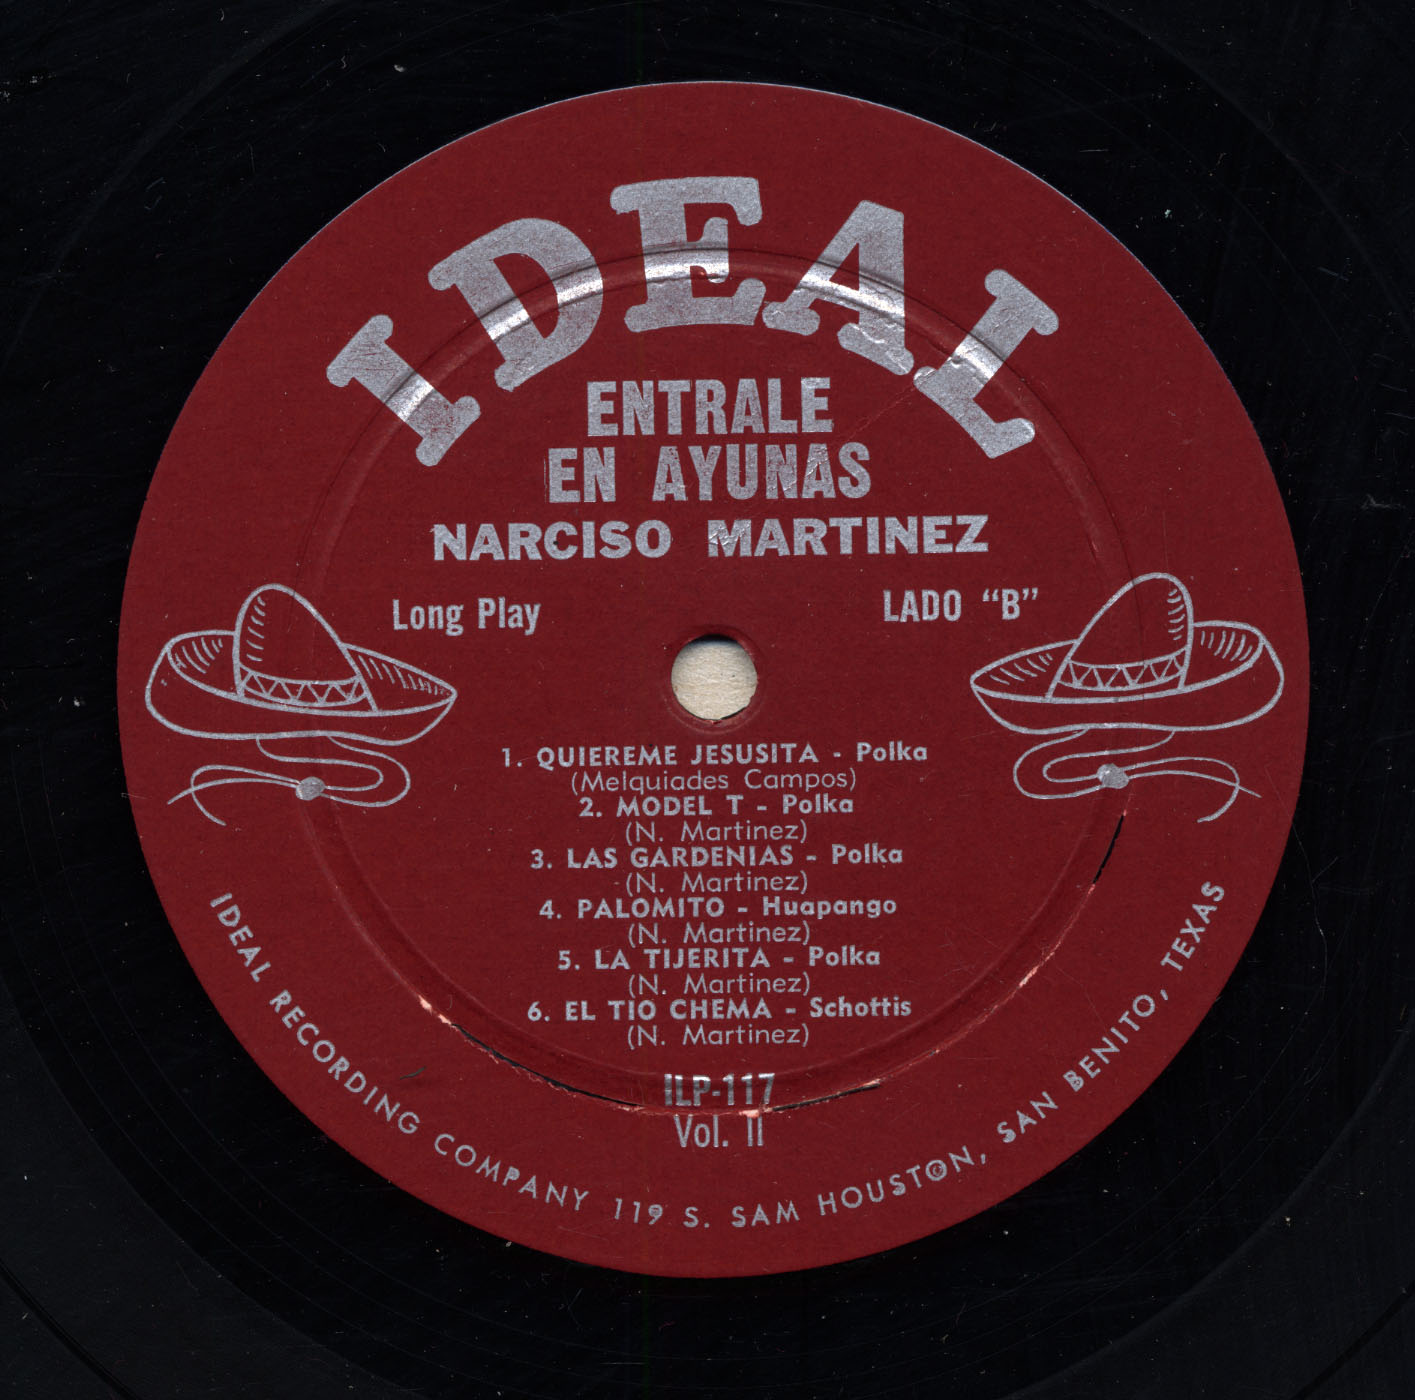 IDEAL
ENTRALE
EN AYUNAS
NARCISO MARTINEZ
Long Play
LADO “B”
1. QUIEREME JESUSITA - Polka
(Melquiades Campos)
2. MODEL T - Polka
(N. Martinez)
3. LAS GARDENIAS - Polka
(N. Martinez)
4. PALOMITO - Huapango
(N. Martinez)
5. LA TIJERITA - Polka
(N. Martinez)
6. EL TIO CHEMA - Schottis
(N. Martinez)
ILP-117
Vol. II
IDEAL RECORDING COMPANY 119 S. SAM HOUSTON, SAN BENITO, TEXAS